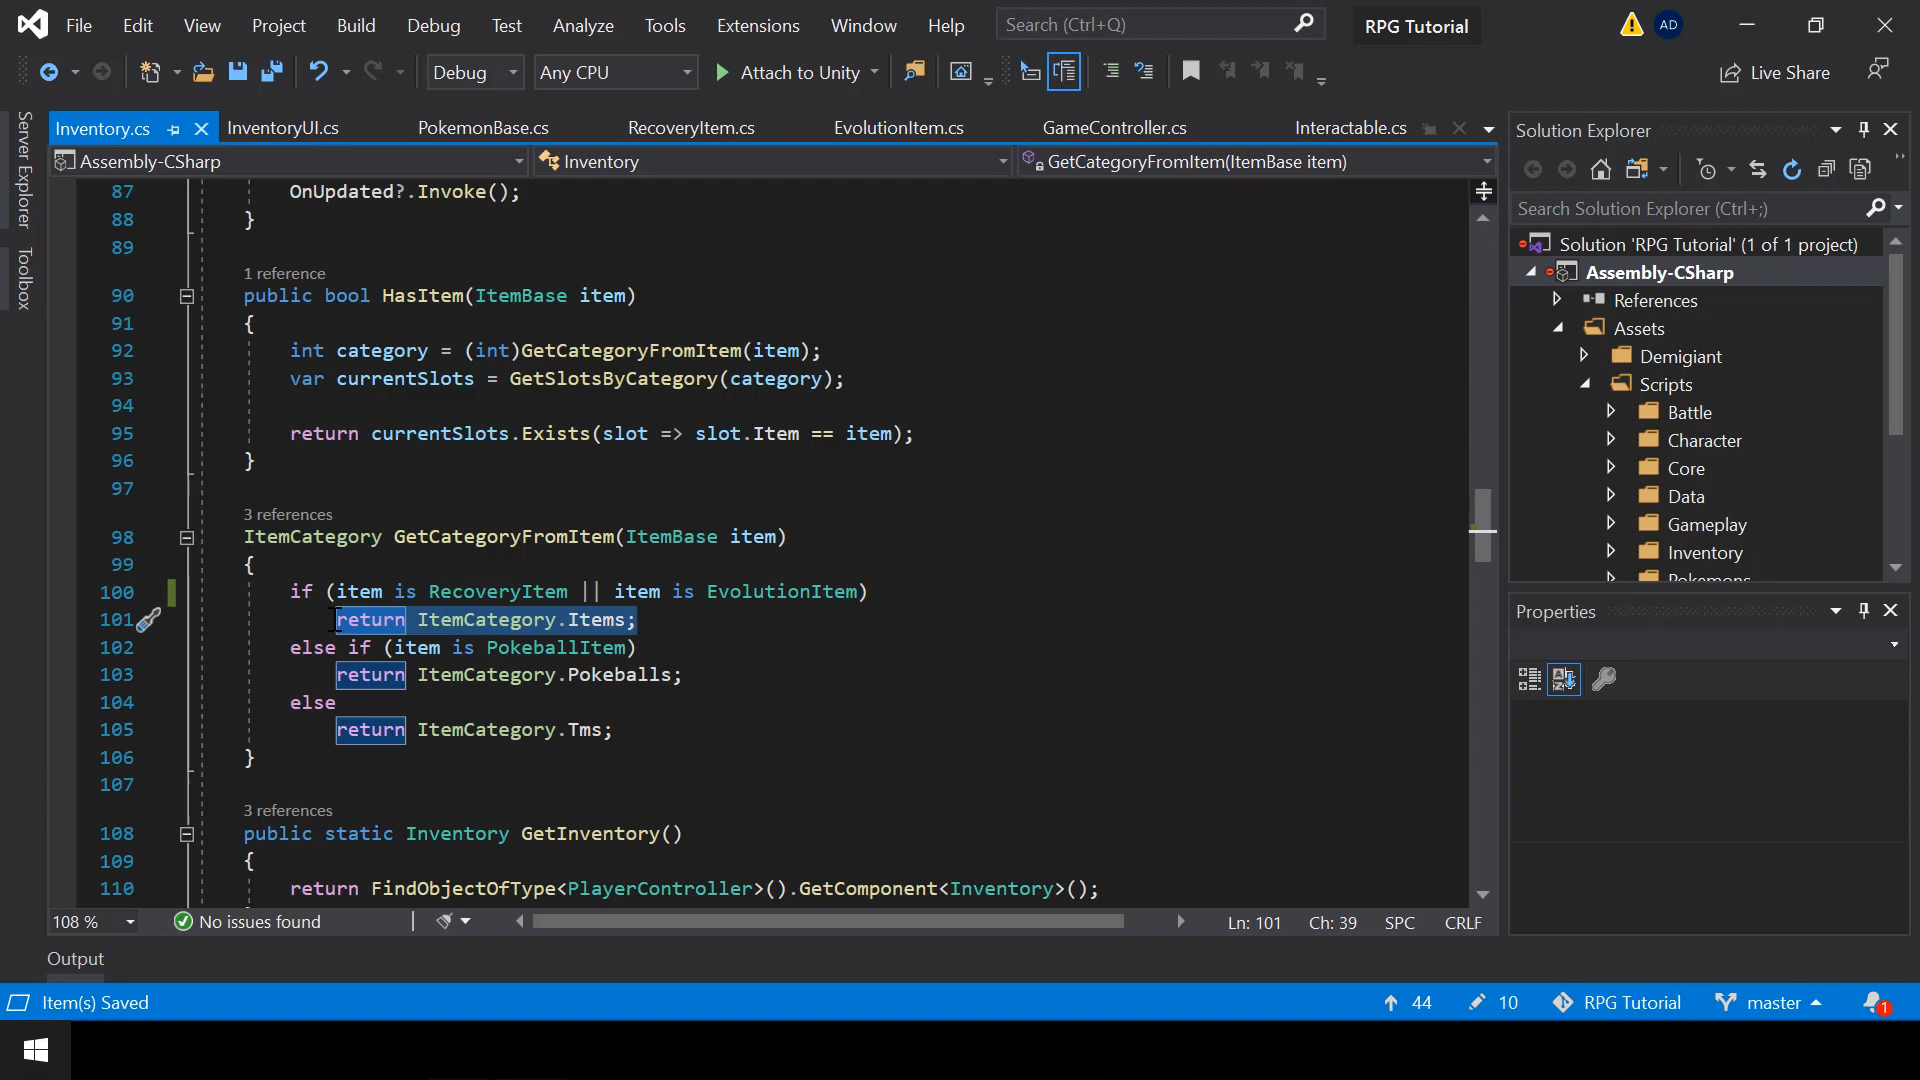 File Edit View Project Build Debug Test Analyze Tools Extensions Window Help Search (Ctrl+Q) RPG Tutorial AD
Debug Any CPU Attach to Unity Live Share
Server Explorer
Toolbox
Inventory.cs InventoryUI.cs PokemonBase.cs RecoveryItem.cs EvolutionItem.cs GameController.cs Interactable.cs
Assembly-CSharp Inventory GetCategoryFromItem(ItemBase item)
87 OnUpdated?.Invoke();
88 }
89
1 reference
90 public bool HasItem(ItemBase item)
91 {
92 int category = (int)GetCategoryFromItem(item);
93 var currentSlots = GetSlotsByCategory(category);
94
95 return currentSlots.Exists(slot => slot.Item == item);
96 }
97
3 references
98 ItemCategory GetCategoryFromItem(ItemBase item)
99 {
100 if (item is RecoveryItem || item is EvolutionItem)
101 return ItemCategory.Items;
102 else if (item is PokeballItem)
103 return ItemCategory.Pokeballs;
104 else
105 return ItemCategory.Tms;
106 }
107
3 references
108 public static Inventory GetInventory()
109 {
110 return FindObjectOfType<PlayerController>().GetComponent<Inventory>();
108 % No issues found Ln: 101 Ch: 39 SPC CRLF
Output
Item(s) Saved 44 10 RPG Tutorial master 1
Solution Explorer
Search Solution Explorer (Ctrl+;)
Solution 'RPG Tutorial' (1 of 1 project)
Assembly-CSharp
References
Assets
Demigiant
Scripts
Battle
Character
Core
Data
Gameplay
Inventory
Pokemons
Properties